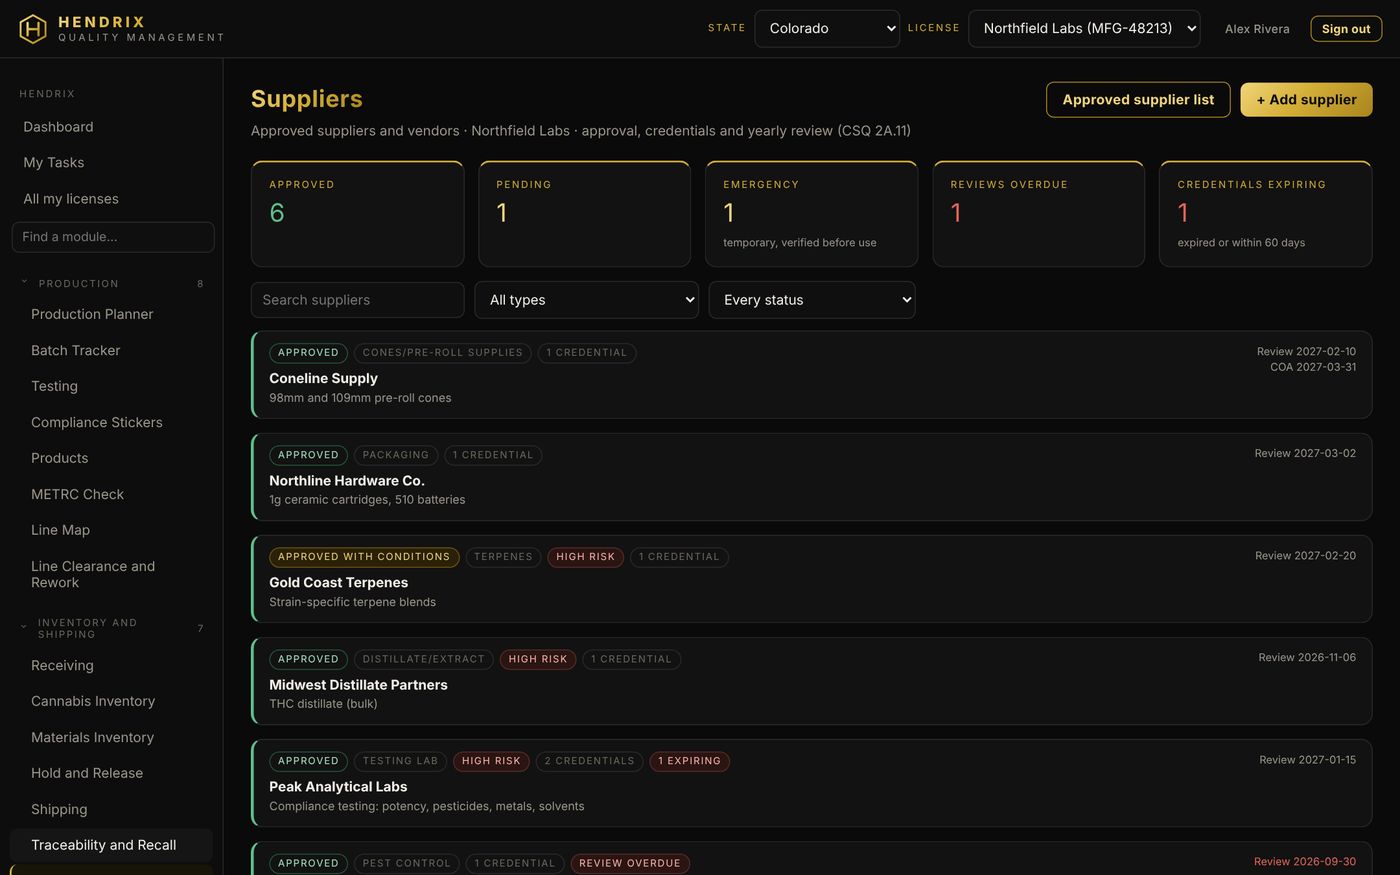 HENDRIX
QUALITY MANAGEMENT
STATE
Colorado
LICENSE
Northfield Labs (MFG-48213)
Alex Rivera
Sign out
HENDRIX
Dashboard
My Tasks
All my licenses
Find a module...
PRODUCTION 8
Production Planner
Batch Tracker
Testing
Compliance Stickers
Products
METRC Check
Line Map
Line Clearance and
Rework
INVENTORY AND
SHIPPING 7
Receiving
Cannabis Inventory
Materials Inventory
Hold and Release
Shipping
Traceability and Recall
Suppliers
Approved suppliers and vendors · Northfield Labs · approval, credentials and yearly review (CSQ 2A.11)
Approved supplier list
+ Add supplier
APPROVED
6
PENDING
1
EMERGENCY
1
temporary, verified before use
REVIEWS OVERDUE
1
CREDENTIALS EXPIRING
1
expired or within 60 days
Search suppliers
All types
Every status
APPROVED CONES/PRE-ROLL SUPPLIES 1 CREDENTIAL
Coneline Supply
98mm and 109mm pre-roll cones
Review 2027-02-10
COA 2027-03-31
APPROVED PACKAGING 1 CREDENTIAL
Northline Hardware Co.
1g ceramic cartridges, 510 batteries
Review 2027-03-02
APPROVED WITH CONDITIONS TERPENES HIGH RISK 1 CREDENTIAL
Gold Coast Terpenes
Strain-specific terpene blends
Review 2027-02-20
APPROVED DISTILLATE/EXTRACT HIGH RISK 1 CREDENTIAL
Midwest Distillate Partners
THC distillate (bulk)
Review 2026-11-06
APPROVED TESTING LAB HIGH RISK 2 CREDENTIALS 1 EXPIRING
Peak Analytical Labs
Compliance testing: potency, pesticides, metals, solvents
Review 2027-01-15
APPROVED PEST CONTROL 1 CREDENTIAL REVIEW OVERDUE
Review 2026-09-30